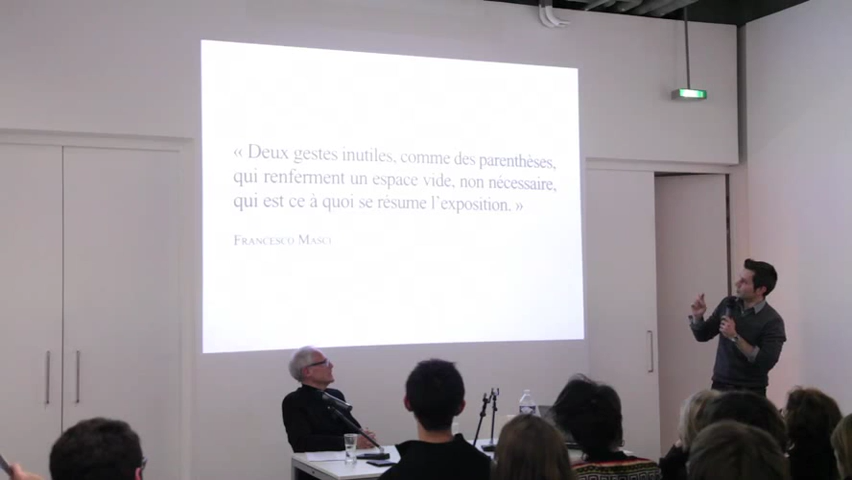 « Deux gestes inutiles, comme des parenthèses,
qui renferment un espace vide, non nécessaire,
qui est ce à quoi se résume l’exposition. »
FRANCESCO MASCI